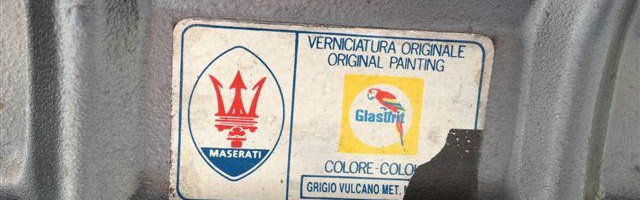 VERNICIATURA ORIGINALE
ORIGINAL PAINTING
Glasurit
MASERATI
COLORE-COLO
GRIGIO VULCANO MET.